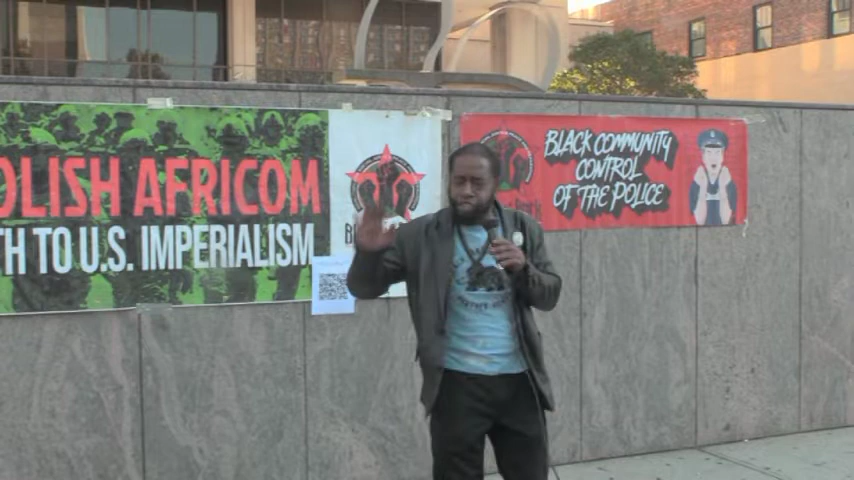 OLISH AFRICOM
TH TO U.S. IMPERIALISM
BLACK COMMUNITY
CONTROL
OF THE POLICE